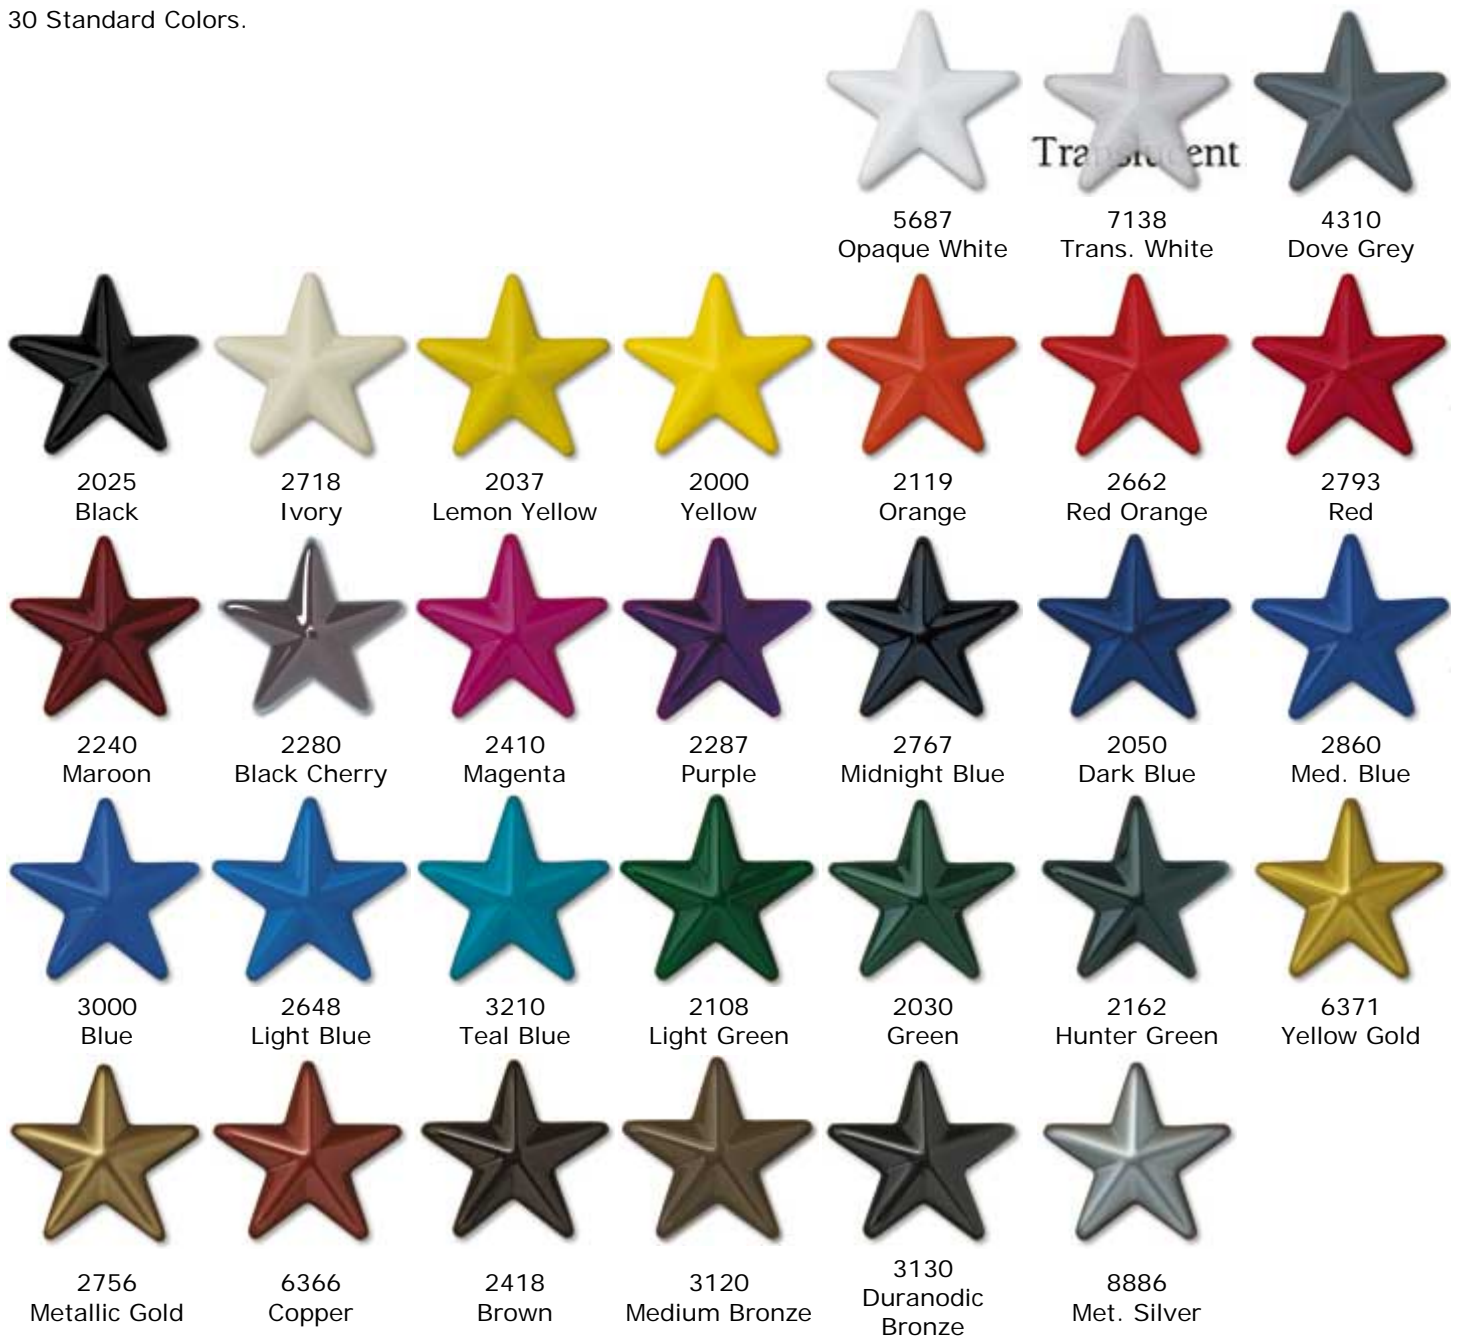 30 Standard Colors.
Translucent
5687 7138 4310
Opaque White Trans. White Dove Grey
2025 2718 2037 2000 2119 2662 2793
Black Ivory Lemon Yellow Yellow Orange Red Orange Red
2240 2280 2410 2287 2767 2050 2860
Maroon Black Cherry Magenta Purple Midnight Blue Dark Blue Med. Blue
3000 2648 3210 2108 2030 2162 6371
Blue Light Blue Teal Blue Light Green Green Hunter Green Yellow Gold
2756 6366 2418 3120 3130 8886
Metallic Gold Copper Brown Medium Bronze Duranodic Met. Silver
Bronze